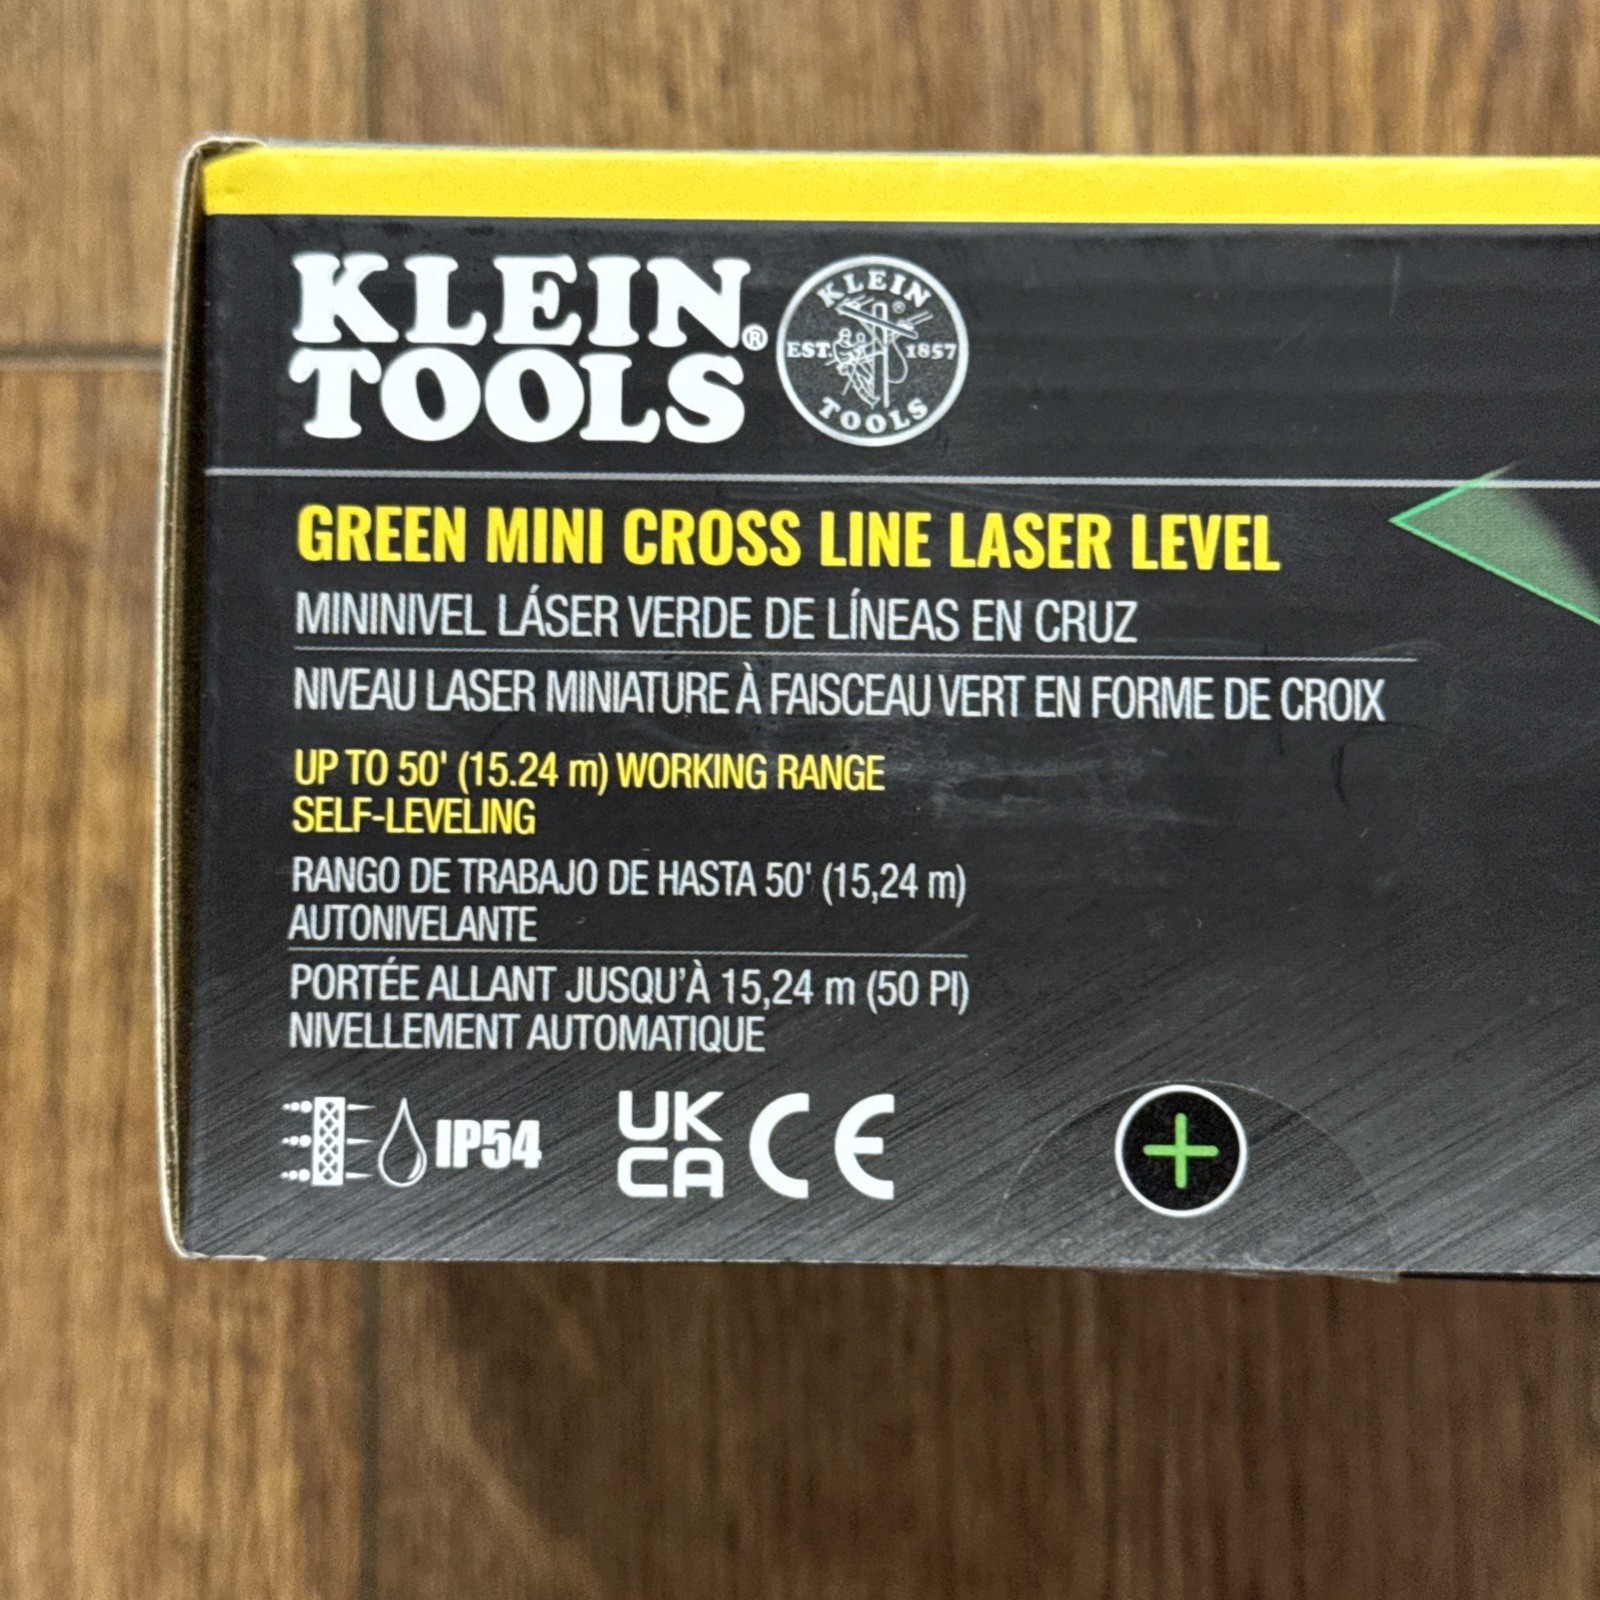 KLEIN
TOOLS®
KLEIN
®
EST. 1857
TOOLS
GREEN MINI CROSS LINE LASER LEVEL
MININIVEL LÁSER VERDE DE LÍNEAS EN CRUZ
NIVEAU LASER MINIATURE À FAISCEAU VERT EN FORME DE CROIX
UP TO 50' (15.24 m) WORKING RANGE
SELF-LEVELING
RANGO DE TRABAJO DE HASTA 50' (15,24 m)
AUTONIVELANTE
PORTÉE ALLANT JUSQU'À 15,24 m (50 PI)
NIVELLEMENT AUTOMATIQUE
IP54
UK
CA
CE